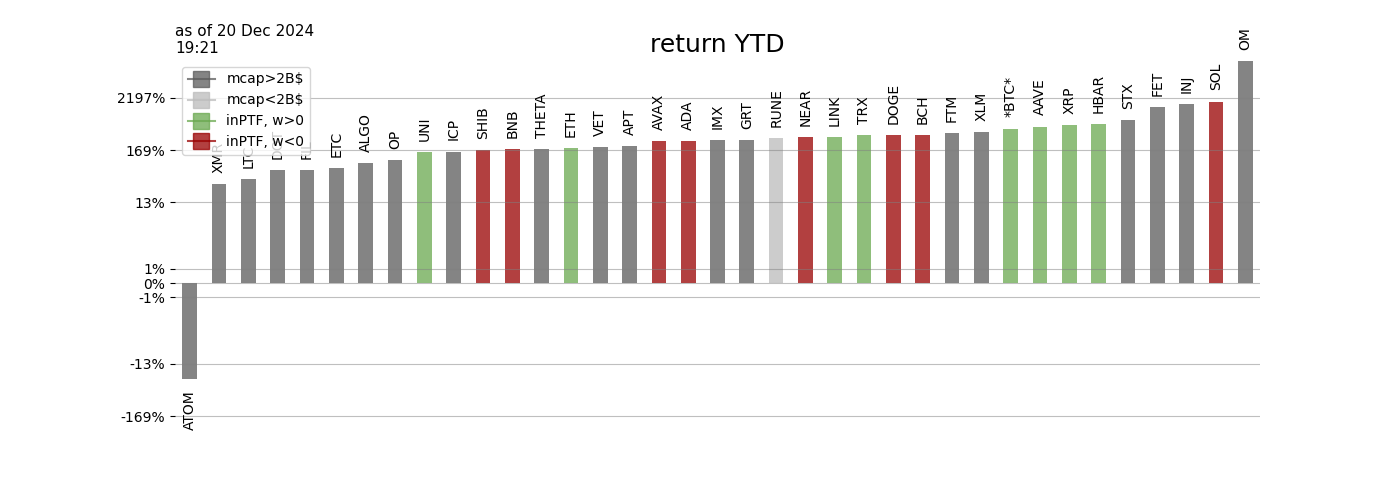 as of 20 Dec 2024
19:21
return YTD
mcap>2B$
mcap<2B$
inPTF, w>0
inPTF, w<0
2197%
169%
13%
1%
0%
-1%
-13%
-169%
ATOM
XMR
ETC
ALGO
OP
UNI
ICP
SHIB
BNB
THETA
ETH
VET
APT
AVAX
ADA
IMX
GRT
RUNE
NEAR
LINK
TRX
DOGE
BCH
FTM
XLM
*BTC*
AAVE
XRP
HBAR
STX
FET
INJ
SOL
OM